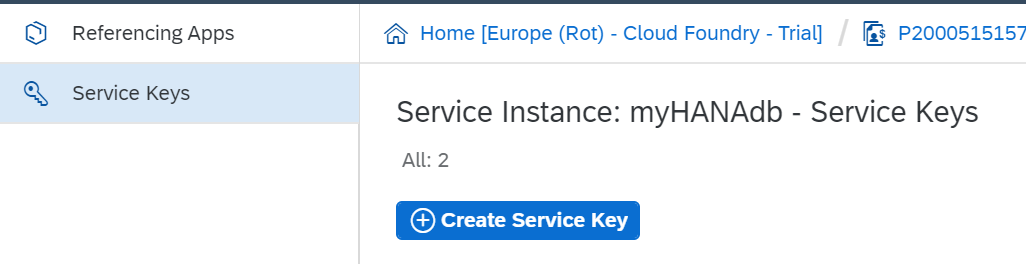 Referencing Apps
Service Keys
Home [Europe (Rot) - Cloud Foundry - Trial] / P2000515157
Service Instance: myHANAdb - Service Keys
All: 2
Create Service Key